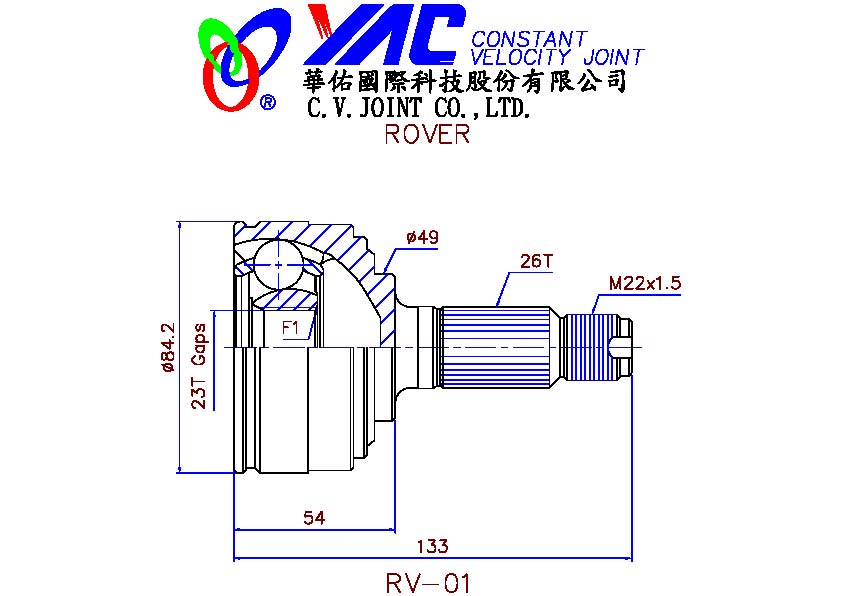 YAC CONSTANT
VELOCITY JOINT
®
華佑國際科技股份有限公司
C.V.JOINT CO.,LTD.
ROVER
ø49
26T
M22x1.5
F1
ø84.2
23T Gaps
54
133
RV-01